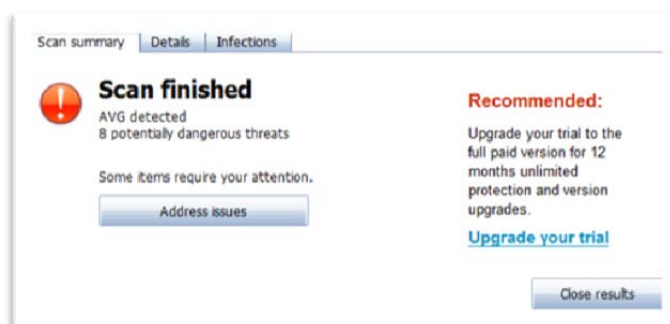 Scan summary Details Infections
Scan finished
AVG detected
8 potentially dangerous threats
Some items require your attention.
Address issues
Recommended:
Upgrade your trial to the
full paid version for 12
months unlimited
protection and version
upgrades.
Upgrade your trial
Close results